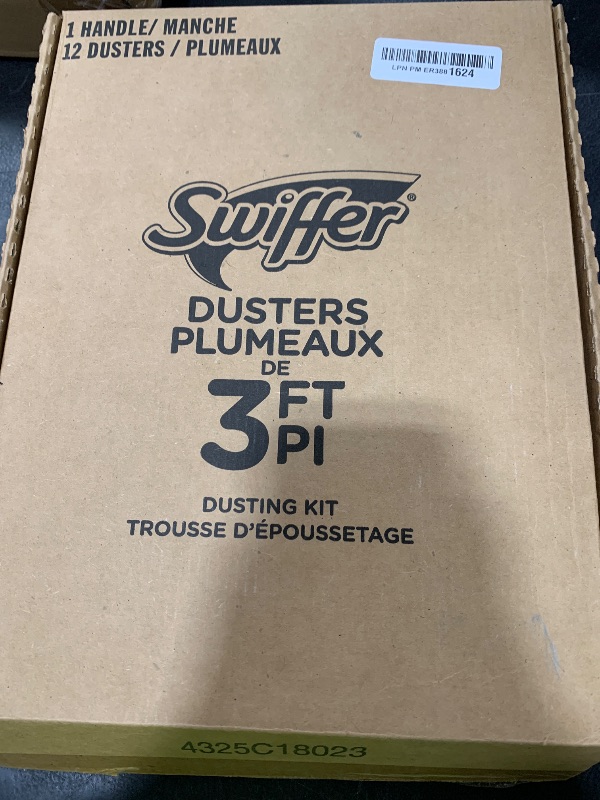 1 HANDLE/ MANCHE
12 DUSTERS / PLUMEAUX
LPN PM ER388 1624
Swiffer®
DUSTERS
PLUMEAUX
DE
3 FT
PI
DUSTING KIT
TROUSSE D'ÉPOUSSETAGE
4325C18023